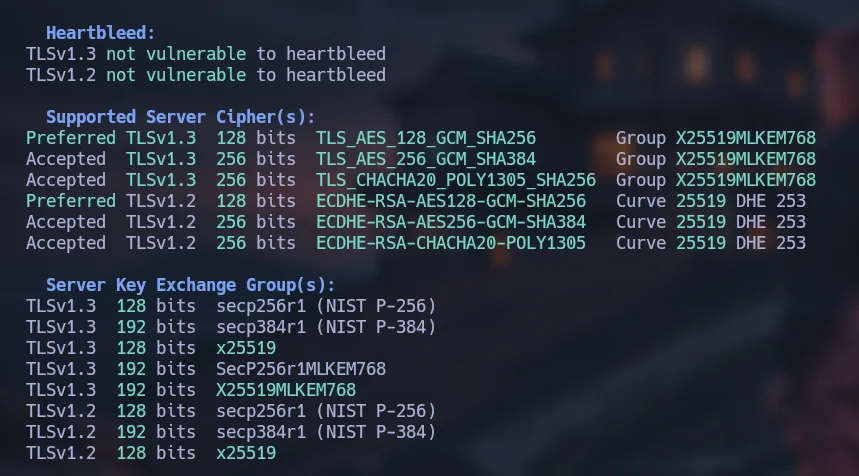 Heartbleed:
TLSv1.3 not vulnerable to heartbleed
TLSv1.2 not vulnerable to heartbleed
Supported Server Cipher(s):
Preferred TLSv1.3  128 bits  TLS_AES_128_GCM_SHA256        Group X25519MLKEM768
Accepted  TLSv1.3  256 bits  TLS_AES_256_GCM_SHA384        Group X25519MLKEM768
Accepted  TLSv1.3  256 bits  TLS_CHACHA20_POLY1305_SHA256  Group X25519MLKEM768
Preferred TLSv1.2  128 bits  ECDHE-RSA-AES128-GCM-SHA256   Curve 25519 DHE 253
Accepted  TLSv1.2  256 bits  ECDHE-RSA-AES256-GCM-SHA384   Curve 25519 DHE 253
Accepted  TLSv1.2  256 bits  ECDHE-RSA-CHACHA20-POLY1305   Curve 25519 DHE 253
Server Key Exchange Group(s):
TLSv1.3  128 bits  secp256r1 (NIST P-256)
TLSv1.3  192 bits  secp384r1 (NIST P-384)
TLSv1.3  128 bits  x25519
TLSv1.3  192 bits  SecP256r1MLKEM768
TLSv1.3  192 bits  X25519MLKEM768
TLSv1.2  128 bits  secp256r1 (NIST P-256)
TLSv1.2  192 bits  secp384r1 (NIST P-384)
TLSv1.2  128 bits  x25519